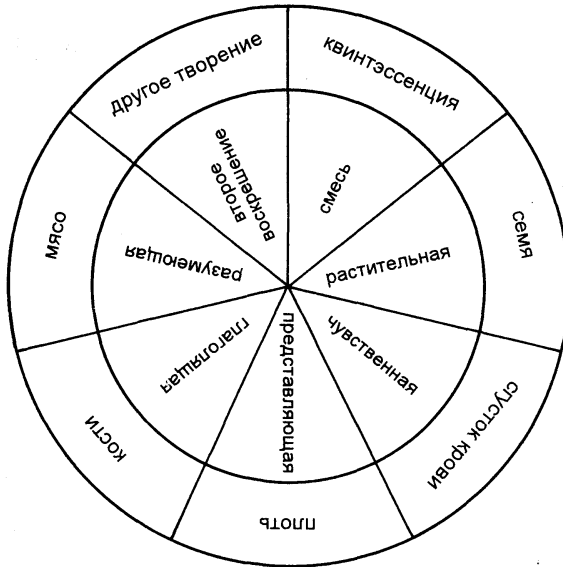 квинтэссенция
семя
сгусток крови
плоть
кости
мясо
другое творение
смесь
растительная
чувственная
представляющая
глаголящая
разумеющая
второе
воскрешение